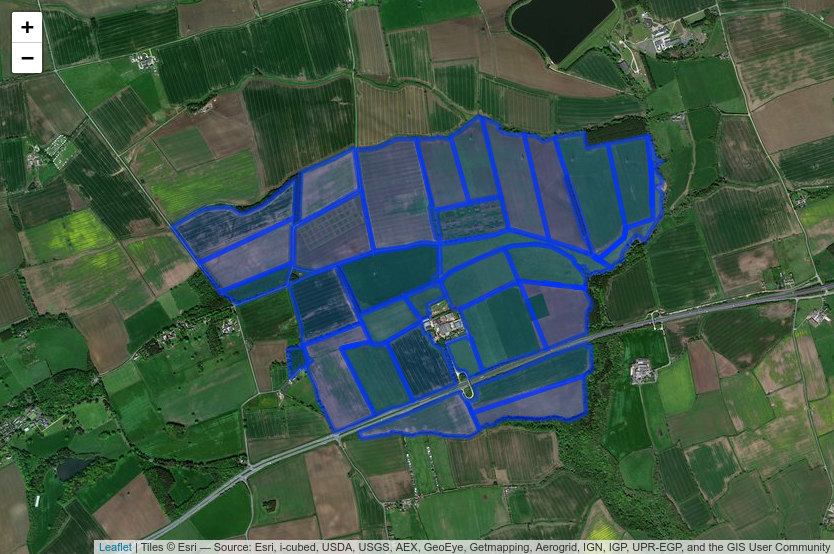 +
−
Leaflet | Tiles © Esri — Source: Esri, i-cubed, USDA, USGS, AEX, GeoEye, Getmapping, Aerogrid, IGN, IGP, UPR-EGP, and the GIS User Community